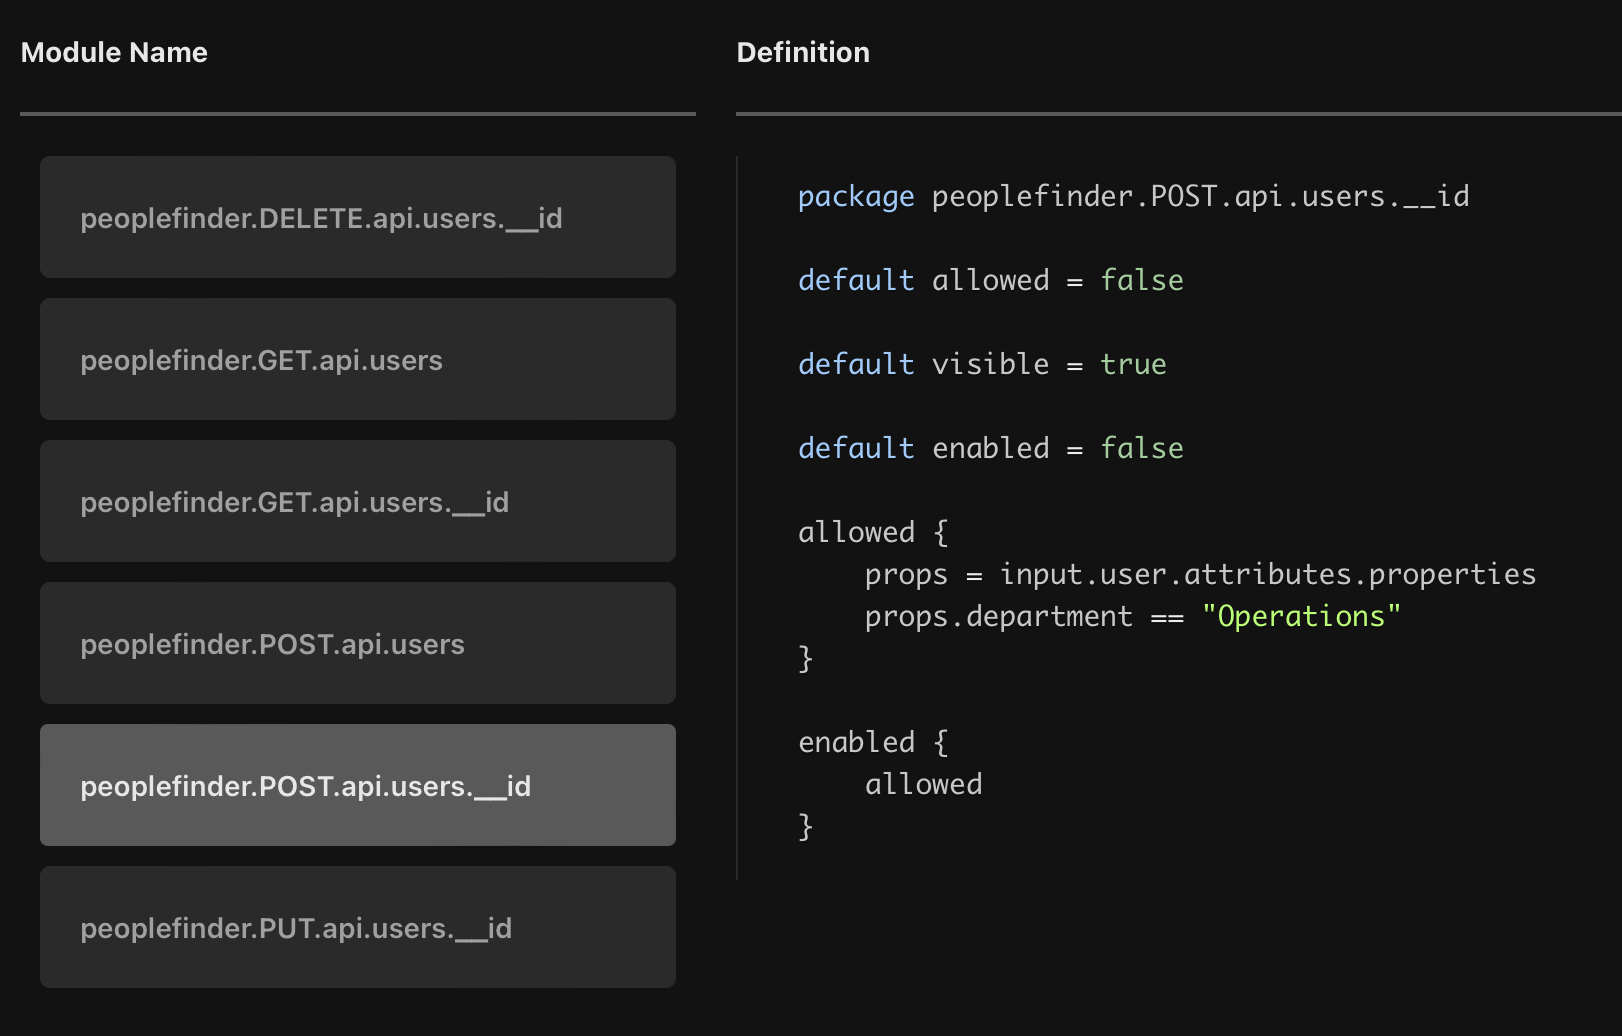 Module Name
peoplefinder.DELETE.api.users.__id
peoplefinder.GET.api.users
peoplefinder.GET.api.users.__id
peoplefinder.POST.api.users
peoplefinder.POST.api.users.__id
peoplefinder.PUT.api.users.__id
Definition
package peoplefinder.POST.api.users.__id
default allowed = false
default visible = true
default enabled = false
allowed {
    props = input.user.attributes.properties
    props.department == "Operations"
}
enabled {
    allowed
}